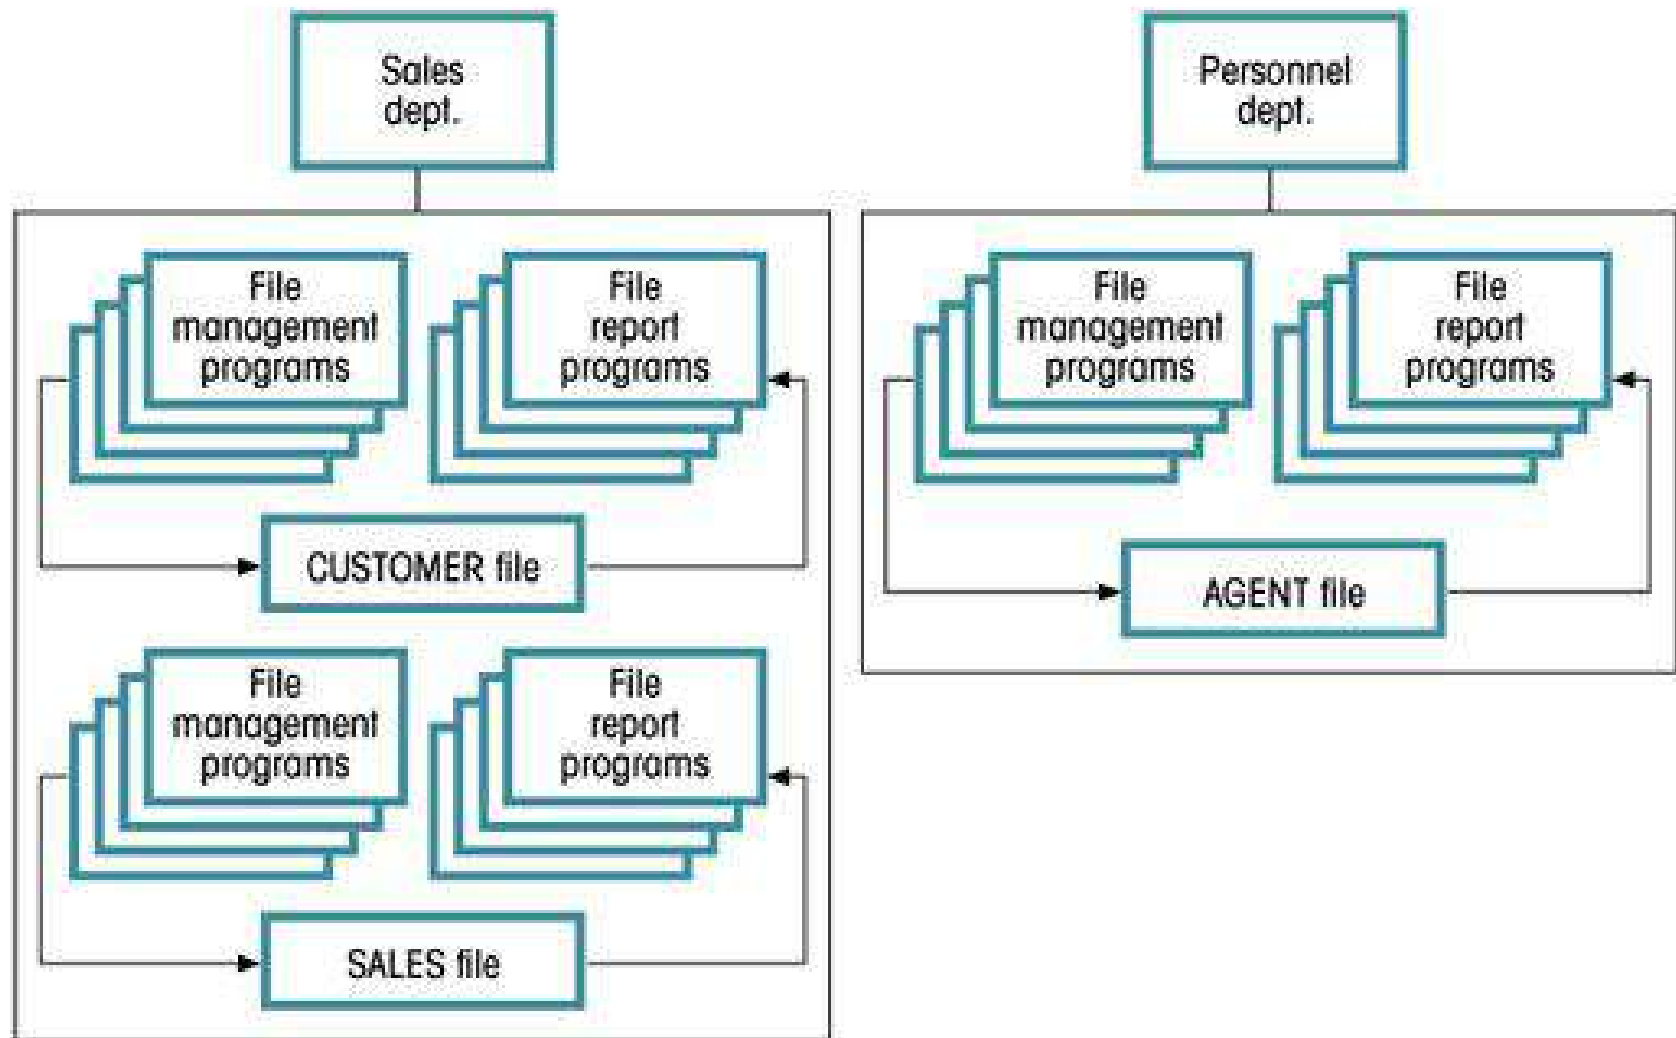 Sales
dept.
Personnel
dept.
File
management
programs
File
report
programs
File
management
programs
File
report
programs
CUSTOMER file
AGENT file
File
management
programs
File
report
programs
SALES file